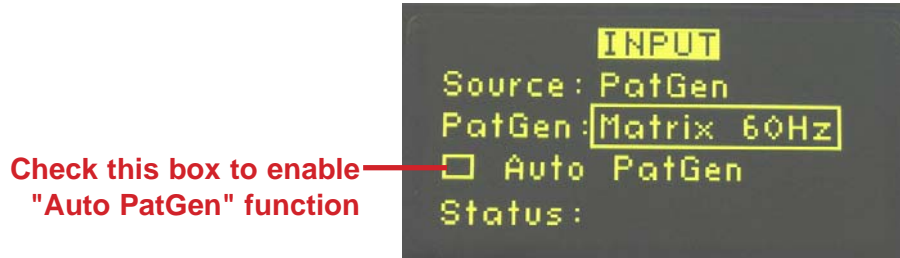 INPUT
Source: PatGen
PatGen: Matrix 60Hz
Auto PatGen
Status:
Check this box to enable
"Auto PatGen" function